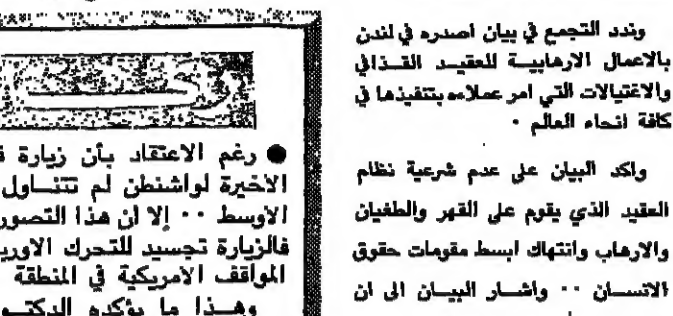 وندد التجمع في بيان أصدره في لندن
بالاعمال الارهابية للعقيد القذافي
والاغتيالات التي امر عملاءه بتنفيذها في
كافة انحاء العالم ·
واكد البيان على عدم شرعية نظام
العقيد الذي يقوم على القهر والطغيان
والارهاب وانتهاك ابسط مقومات حقوق
الانسان ·· واشار البيان الى ان
● رغم الاعتقاد بأن زيارة
الاخيرة لواشنطن لم تتناول
الاوسط ·· إلا ان هذا التصور
فالزيارة تجسيد للتحرك الاور
المواقف الامريكية في المنطقة
وهذا ما يؤكده الدكتو